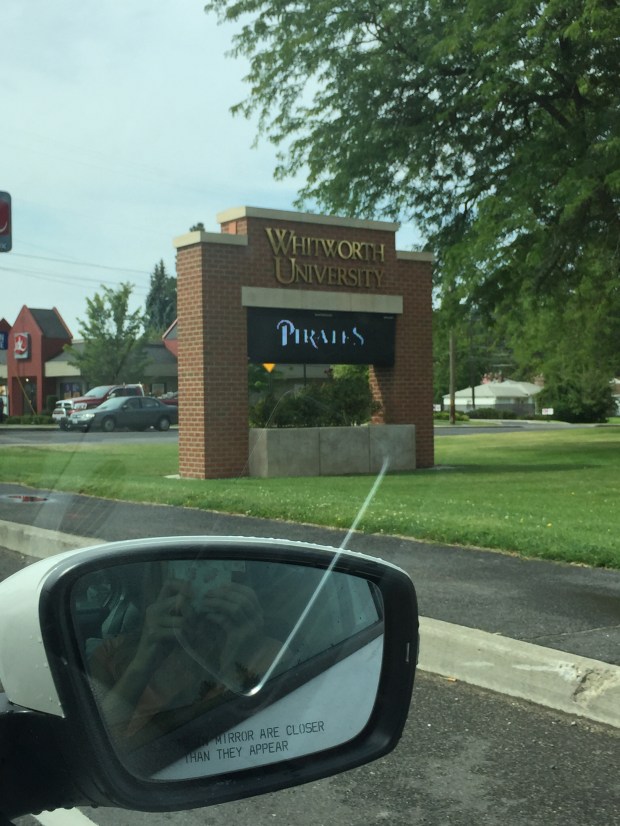 WHITWORTH
UNIVERSITY
PIRATES
MIRROR ARE CLOSER
THAN THEY APPEAR